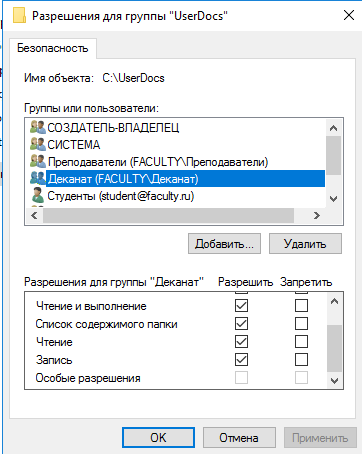 Разрешения для группы "UserDocs"
Безопасность
Имя объекта: C:\UserDocs
Группы или пользователи:
СОЗДАТЕЛЬ-ВЛАДЕЛЕЦ
СИСТЕМА
Преподаватели (FACULTY\Преподаватели)
Деканат (FACULTY\Деканат)
Студенты (student@faculty.ru)
Добавить... Удалить
Разрешения для группы "Деканат" Разрешить Запретить
Чтение и выполнение
Список содержимого папки
Чтение
Запись
Особые разрешения
OK Отмена Применить